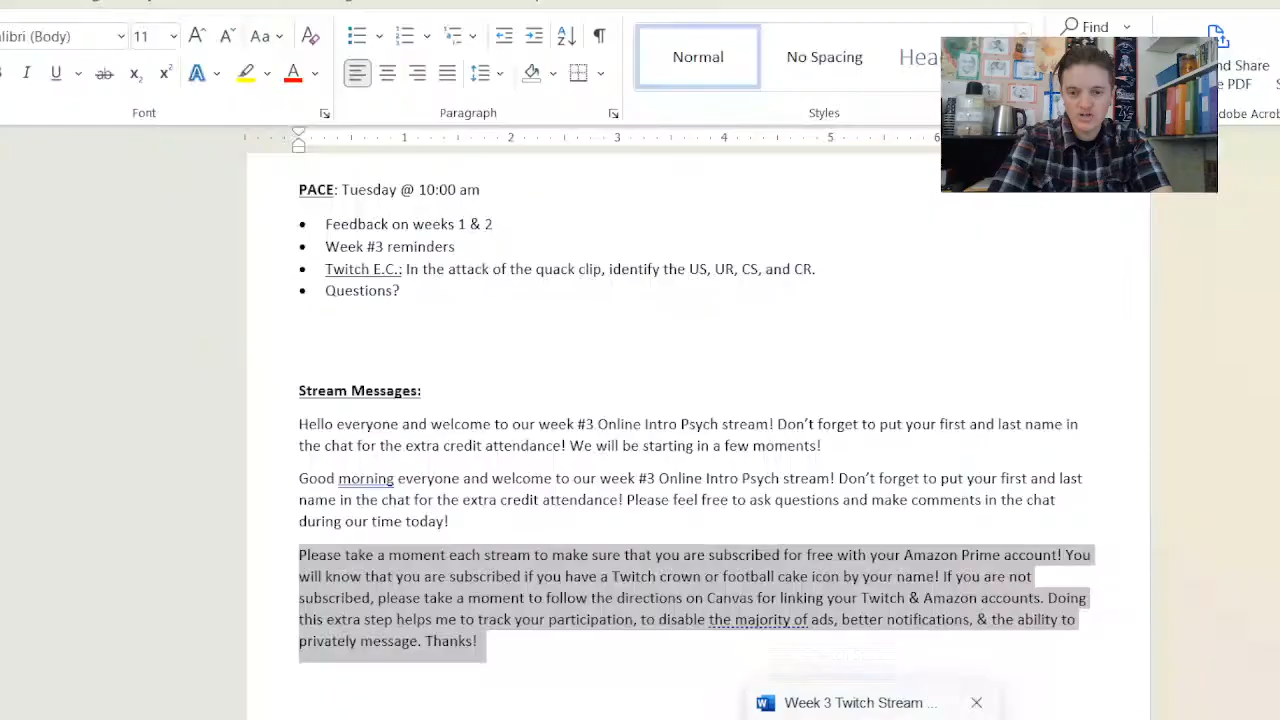 alibri (Body)
11
Aa
Find
Normal
No Spacing
Hea
nd Share
e PDF
Font
Paragraph
Styles
dobe Acrob
1 2 3 4 5 6
PACE: Tuesday @ 10:00 am
• Feedback on weeks 1 & 2
• Week #3 reminders
• Twitch E.C.: In the attack of the quack clip, identify the US, UR, CS, and CR.
• Questions?
Stream Messages:
Hello everyone and welcome to our week #3 Online Intro Psych stream! Don't forget to put your first and last name in
the chat for the extra credit attendance! We will be starting in a few moments!
Good morning everyone and welcome to our week #3 Online Intro Psych stream! Don't forget to put your first and last
name in the chat for the extra credit attendance! Please feel free to ask questions and make comments in the chat
during our time today!
Please take a moment each stream to make sure that you are subscribed for free with your Amazon Prime account! You
will know that you are subscribed if you have a Twitch crown or football cake icon by your name! If you are not
subscribed, please take a moment to follow the directions on Canvas for linking your Twitch & Amazon accounts. Doing
this extra step helps me to track your participation, to disable the majority of ads, better notifications, & the ability to
privately message. Thanks!
Week 3 Twitch Stream ...